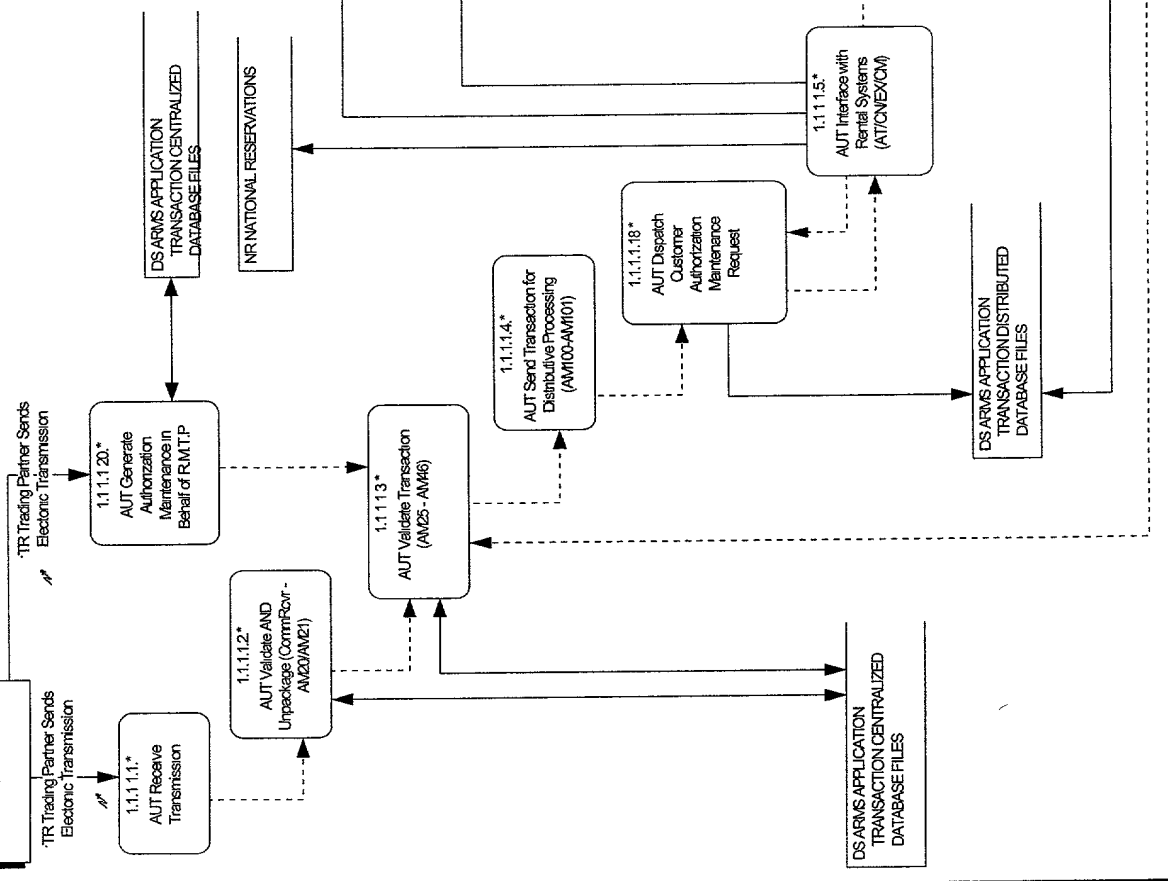 ·TR Trading Partner Sends
Electonic Transmission
1.1 1 1.1.*
AUT Receive
Transmission
·TR Trading Partner Sends
Electonic Transmission
1.1 1.1 20.*
AUT Generate
Authorization
Maintenance in
Behalf of R.M.T.P
DS ARMS APPLICATION
TRANSACTION CENTRALIZED
DATABASE FILES
NR NATIONAL RESERVATIONS
1.1.1.1.2.*
AUT Validate AND
Unpackage (CommRcvr -
AM20/AM21)
1.1 1 1 3 *
AUT Validate Transaction
(AM25 - AM46)
1.1.1.1.4.*
AUT Send Transaction for
Distributive Processing
(AM100-AM101)
1.1.1.1.18.*
AUT Dispatch
Customer
Authorization
Maintenance
Request
1.1 1 1.5.*
AUT Interface with
Rental Systems
(AT/CN/EX/CM)
DS ARMS APPLICATION
TRANSACTION CENTRALIZED
DATABASE FILES
DS ARMS APPLICATION
TRANSACTION DISTRIBUTED
DATABASE FILES